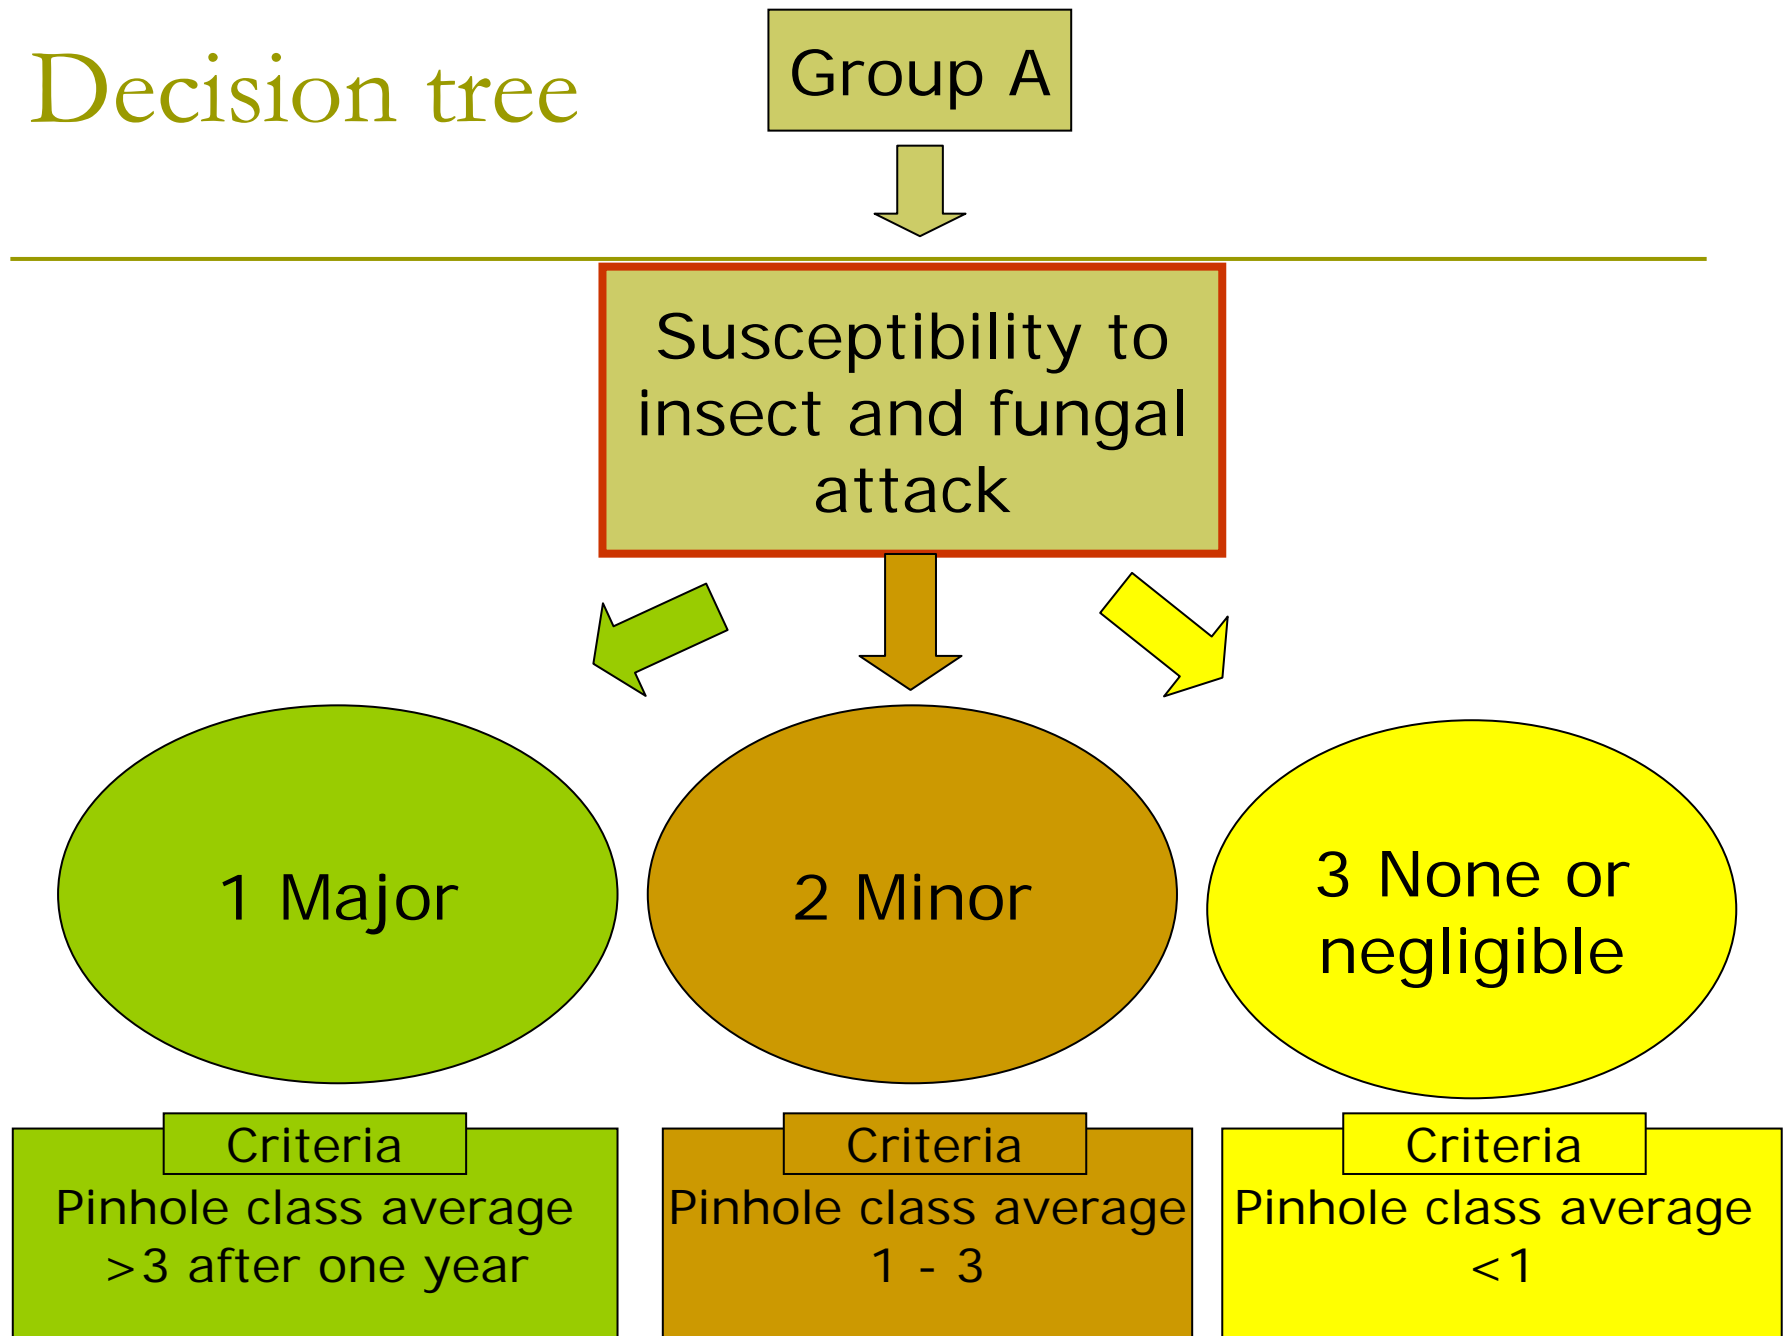 Decision tree
Group A
Susceptibility to
insect and fungal
attack
1 Major
2 Minor
3 None or
negligible
Criteria
Pinhole class average
>3 after one year
Criteria
Pinhole class average
1 - 3
Criteria
Pinhole class average
<1